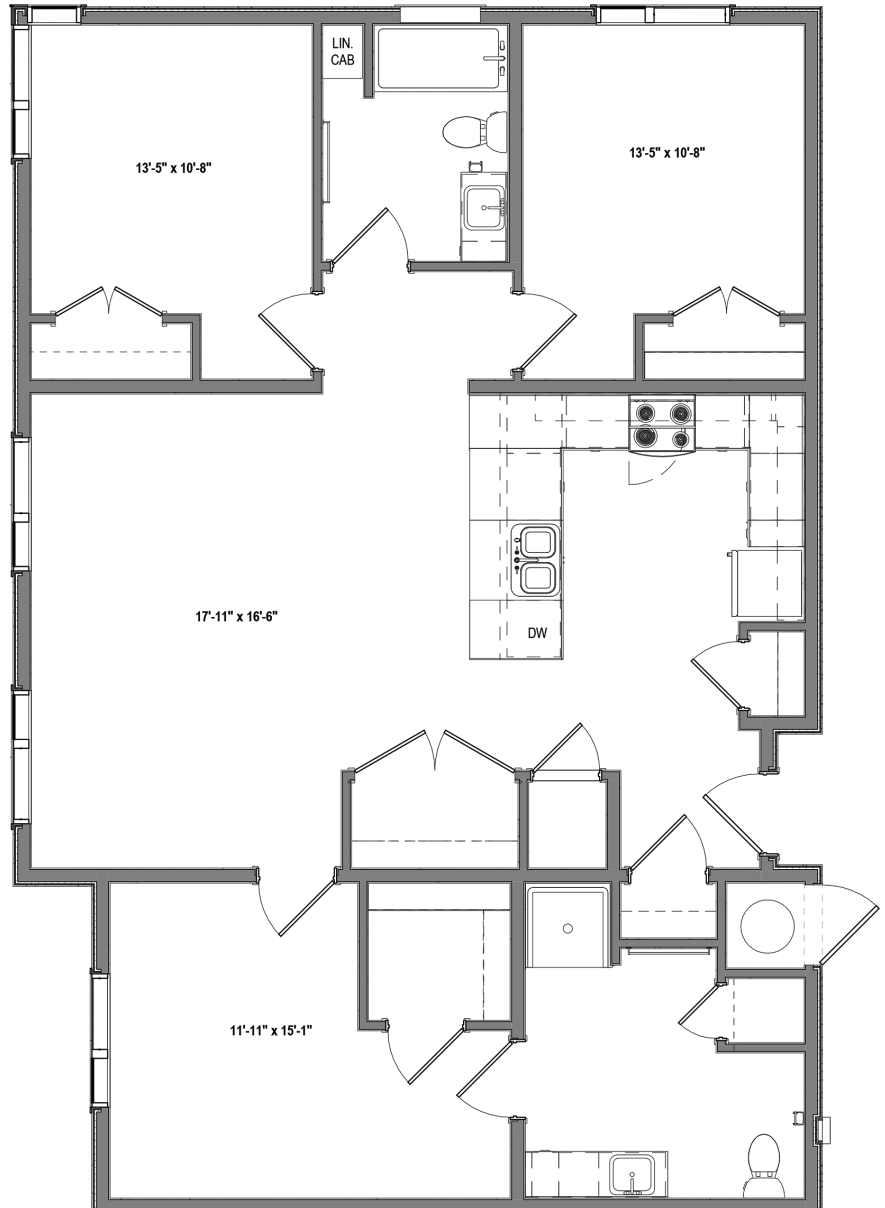 LIN.
CAB
13'-5" x 10'-8"
13'-5" x 10'-8"
17'-11" x 16'-6"
DW
11'-11" x 15'-1"